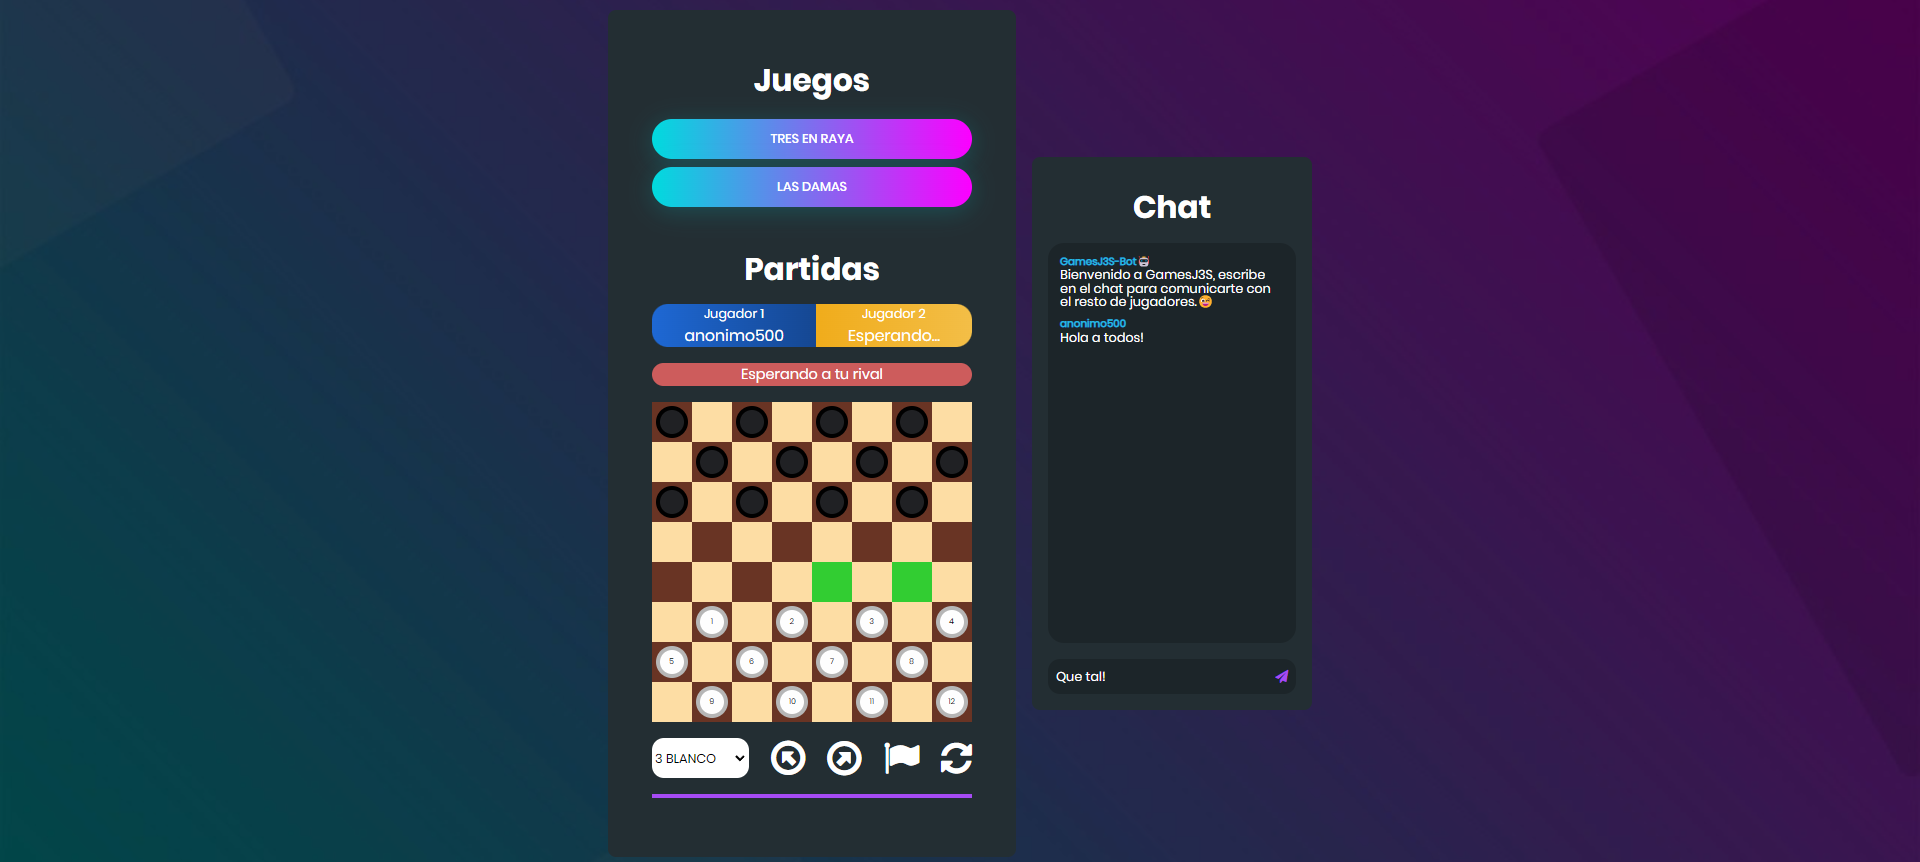 Juegos
TRES EN RAYA
LAS DAMAS
Partidas
Jugador 1
anonimo500
Jugador 2
Esperando...
Esperando a tu rival
1 2 3 4
5 6 7 8
9 10 11 12
3 BLANCO
Chat
GamesJ3S-Bot
Bienvenido a GamesJ3S, escribe
en el chat para comunicarte con
el resto de jugadores.
anonimo500
Hola a todos!
Que tal!